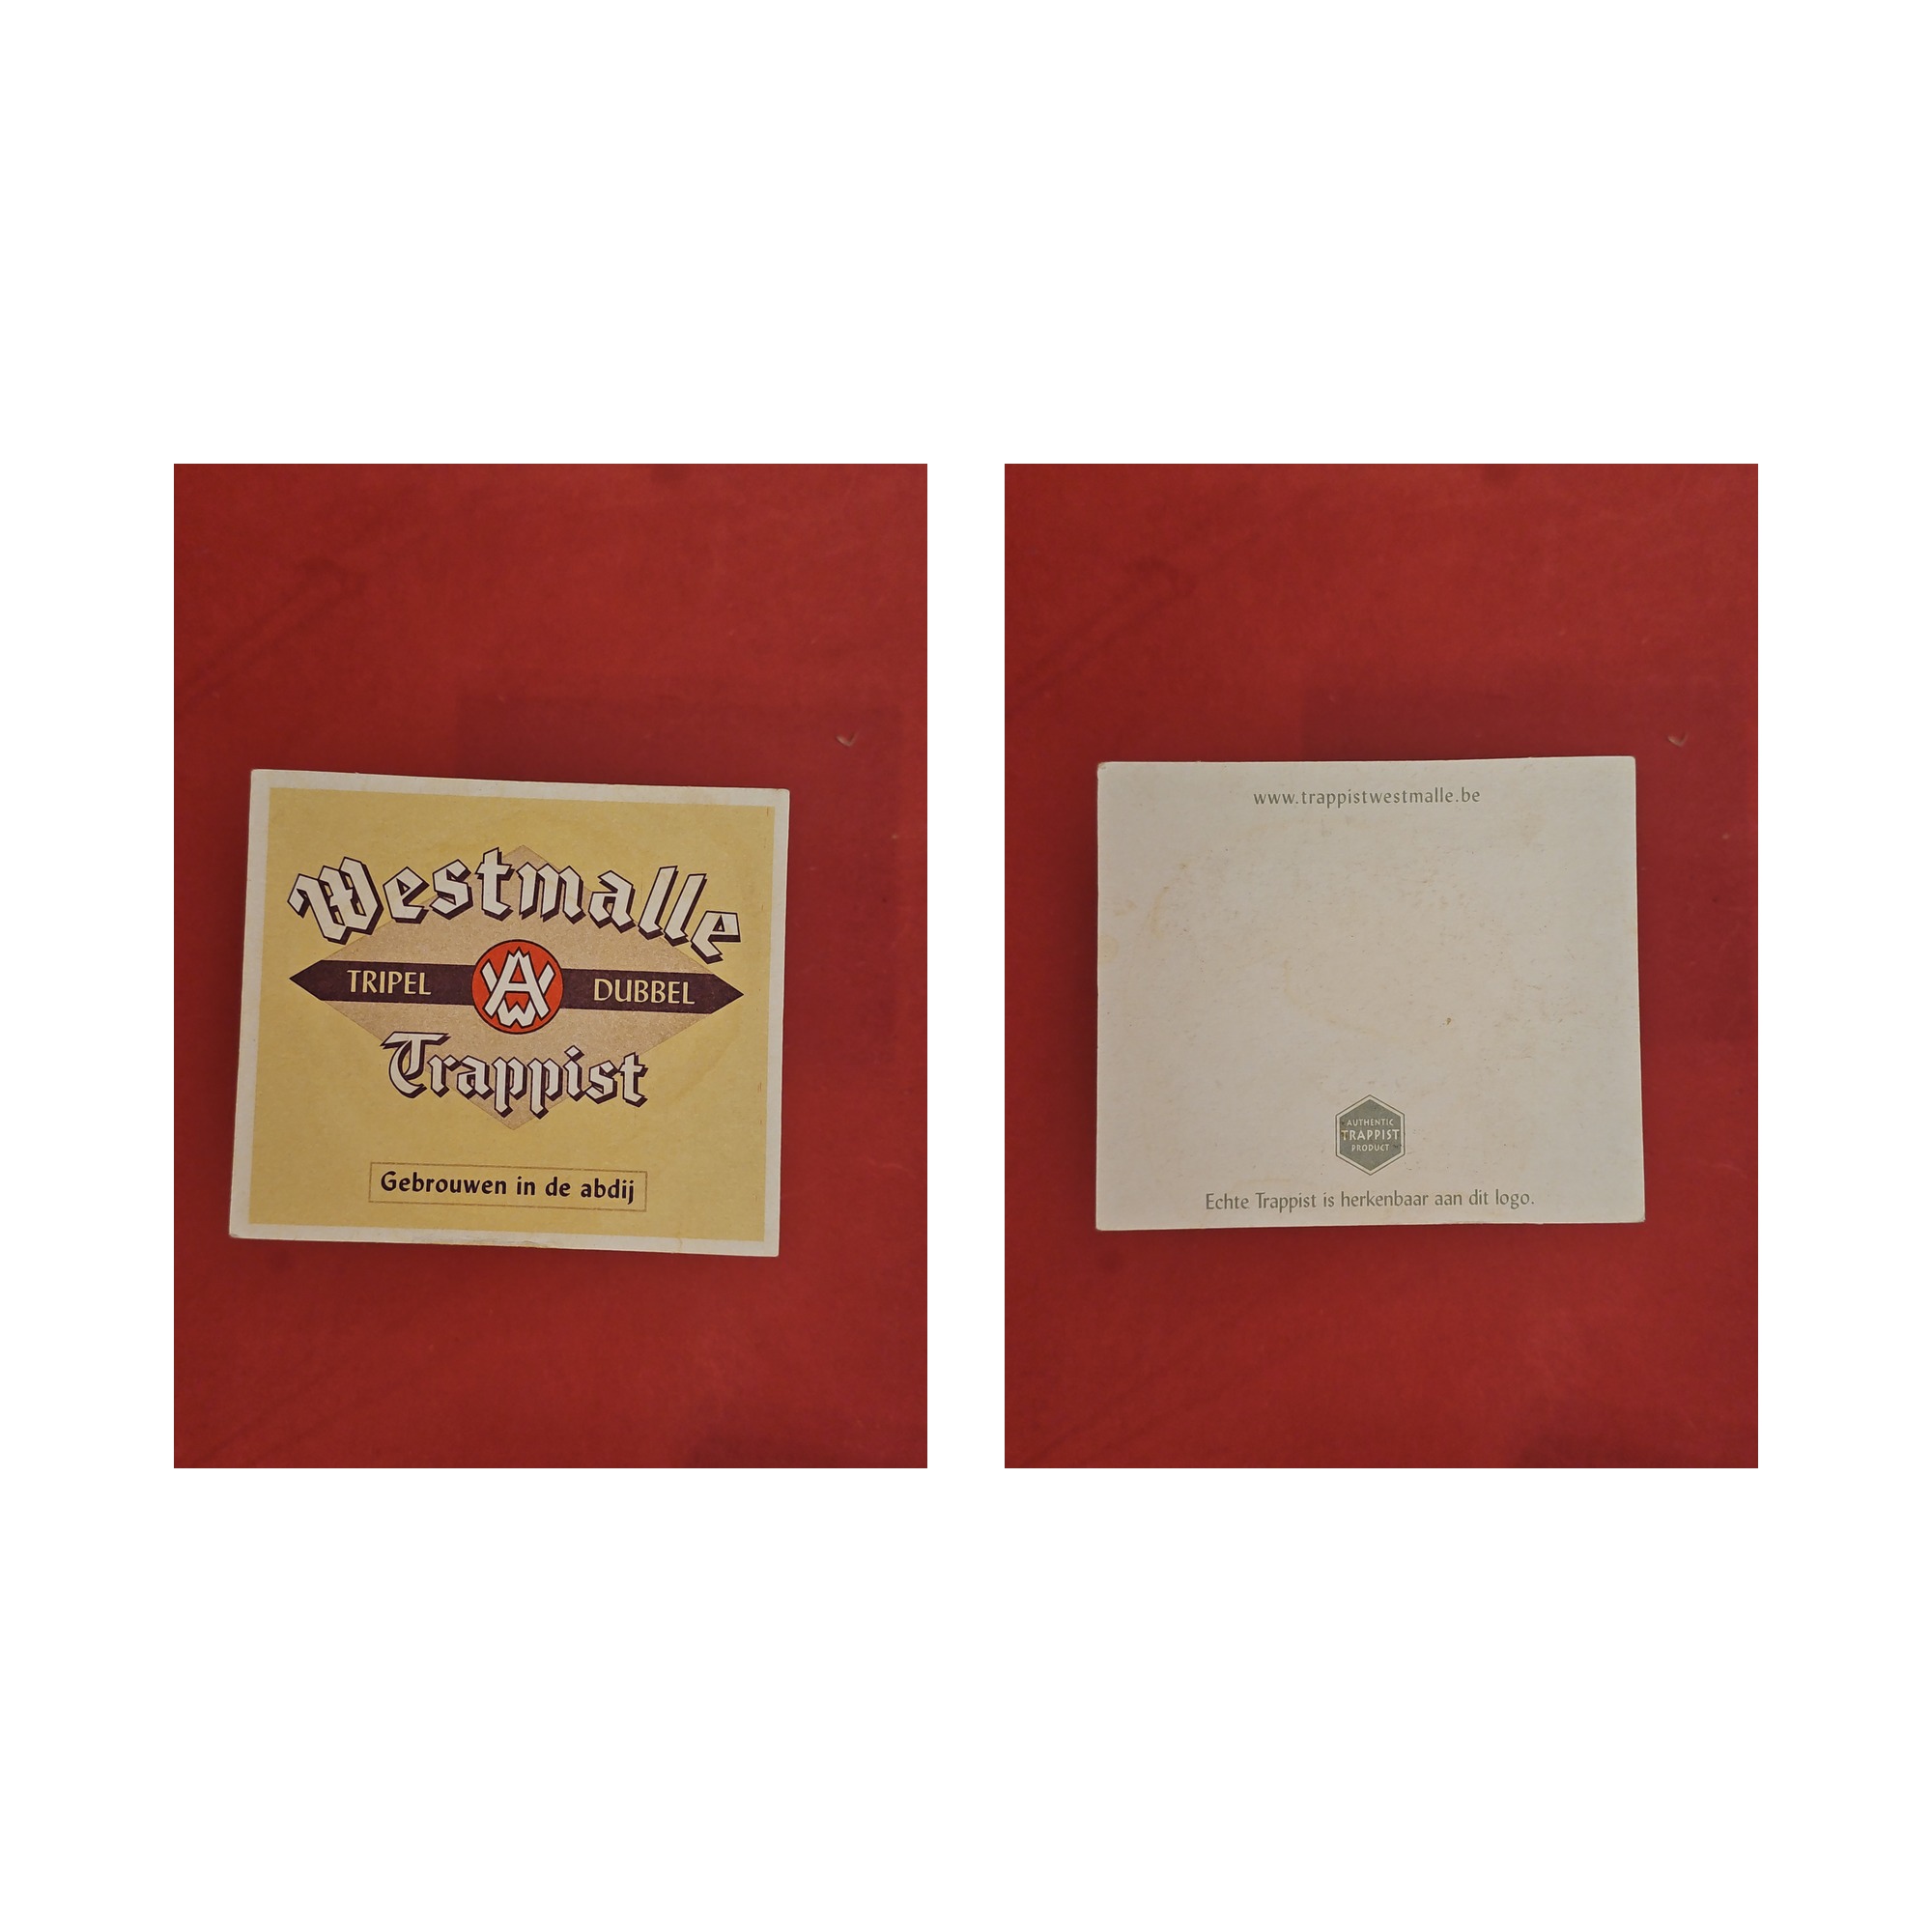 Westmalle
TRIPEL AW DUBBEL
Trappist
Gebrouwen in de abdij
www.trappistwestmalle.be
AUTHENTIC
TRAPPIST
PRODUCT
Echte Trappist is herkenbaar aan dit logo.